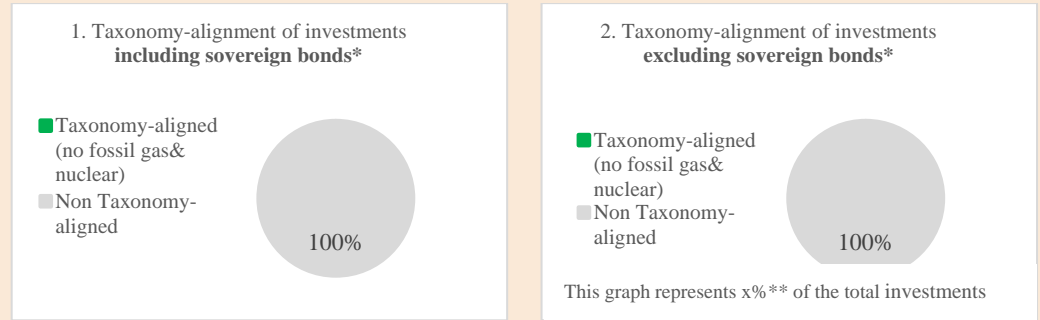 1. Taxonomy-alignment of investments
including sovereign bonds*
Taxonomy-aligned
(no fossil gas&
nuclear)
Non Taxonomy-
aligned
100%
2. Taxonomy-alignment of investments
excluding sovereign bonds*
Taxonomy-aligned
(no fossil gas&
nuclear)
Non Taxonomy-
aligned
100%
This graph represents x%** of the total investments